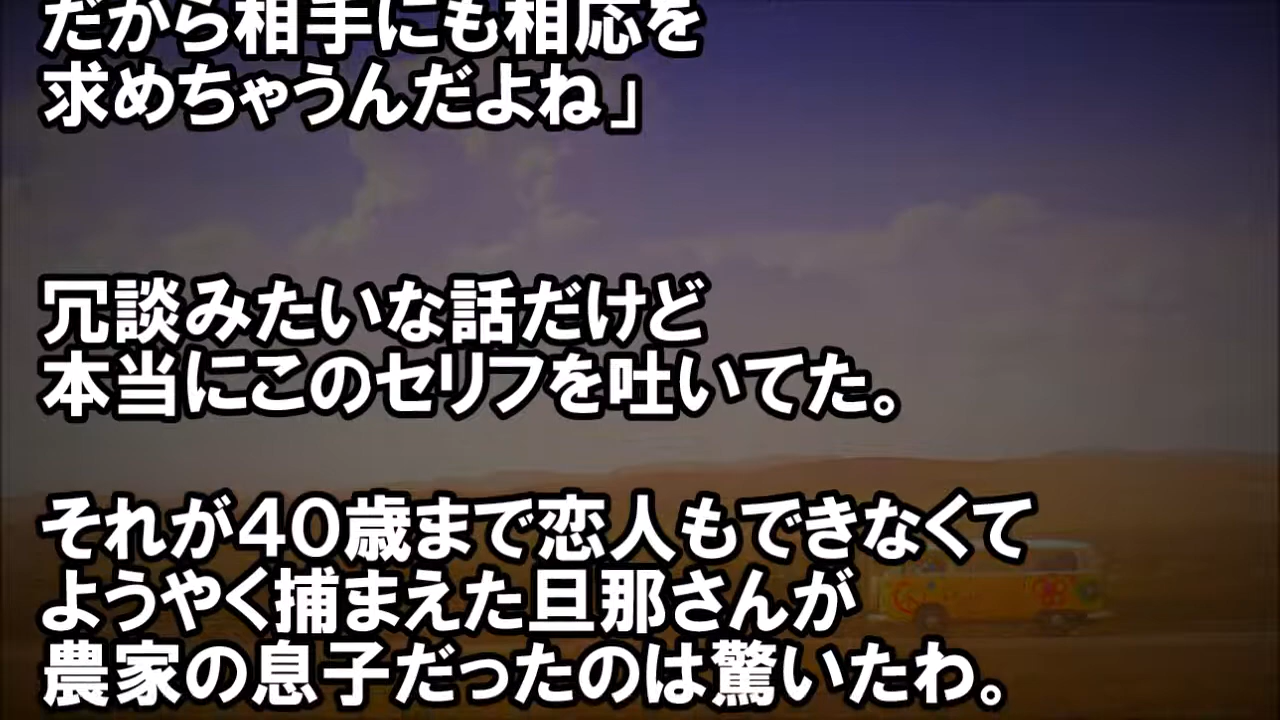 だから相手にも相応を
求めちゃうんだよね」
冗談みたいな話だけど
本当にこのセリフを吐いてた。
それが40歳まで恋人もできなくて
ようやく捕まえた旦那さんが
農家の息子だったのは驚いたわ。